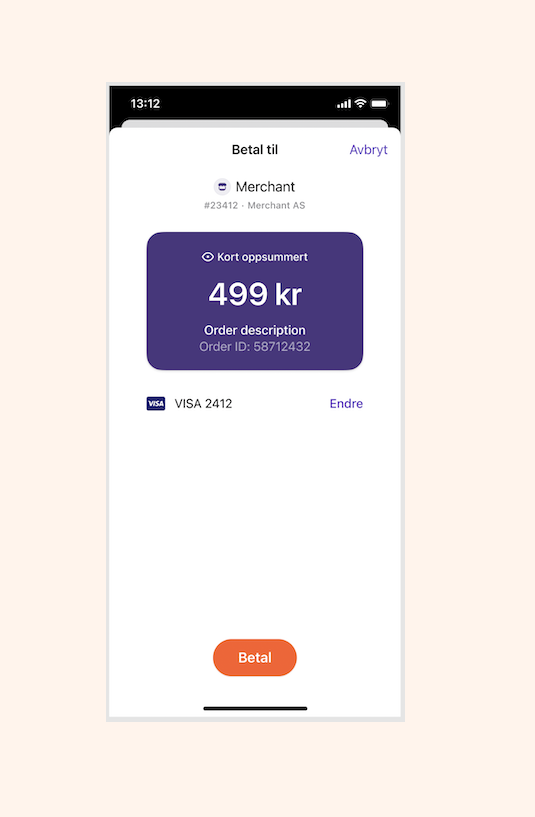 13:12
Betal til
Avbryt
Merchant
#23412 · Merchant AS
Kort oppsummert
499 kr
Order description
Order ID: 58712432
VISA VISA 2412
Endre
Betal